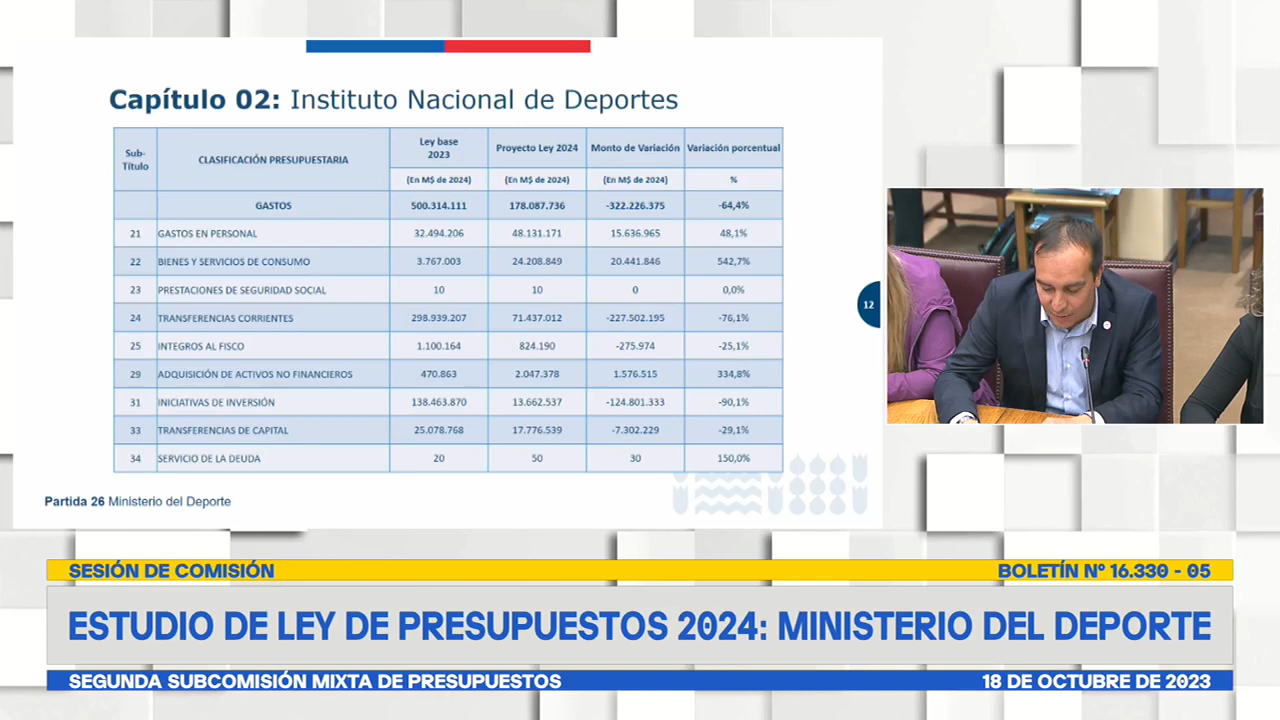 Capítulo 02: Instituto Nacional de Deportes
Sub-Título CLASIFICACIÓN PRESUPUESTARIA Ley base 2023 Proyecto Ley 2024 Monto de Variación Variación porcentual
(En M$ de 2024) (En M$ de 2024) (En M$ de 2024) %
GASTOS 500.314.111 178.087.736 -322.226.375 -64,4%
21 GASTOS EN PERSONAL 32.494.206 48.131.171 15.636.965 48,1%
22 BIENES Y SERVICIOS DE CONSUMO 3.767.003 24.208.849 20.441.846 542,7%
23 PRESTACIONES DE SEGURIDAD SOCIAL 10 10 0 0,0%
24 TRANSFERENCIAS CORRIENTES 298.939.207 71.437.012 -227.502.195 -76,1%
25 INTEGROS AL FISCO 1.100.164 824.190 -275.974 -25,1%
29 ADQUISICIÓN DE ACTIVOS NO FINANCIEROS 470.863 2.047.378 1.576.515 334,8%
31 INICIATIVAS DE INVERSIÓN 138.463.870 13.662.537 -124.801.333 -90,1%
33 TRANSFERENCIAS DE CAPITAL 25.078.768 17.776.539 -7.302.229 -29,1%
34 SERVICIO DE LA DEUDA 20 50 30 150,0%
12
Partida 26 Ministerio del Deporte
SESIÓN DE COMISIÓN
BOLETÍN N° 16.330 - 05
ESTUDIO DE LEY DE PRESUPUESTOS 2024: MINISTERIO DEL DEPORTE
SEGUNDA SUBCOMISIÓN MIXTA DE PRESUPUESTOS
18 DE OCTUBRE DE 2023